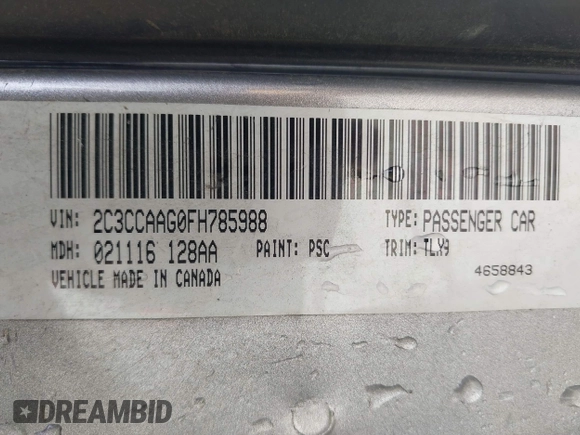 VIN: 2C3CCAAG0FH785988 TYPE: PASSENGER CAR
MDH: 021116 128AA PAINT: PSC TRIM: TLX9
VEHICLE MADE IN CANADA 4658843
DREAMBID